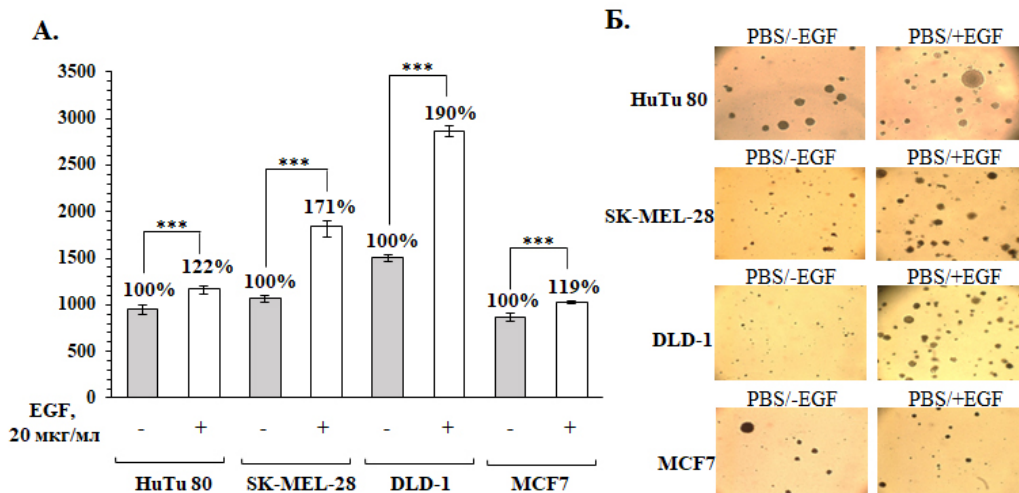 А.
3500
3000
2500
2000
1500
1000
500
0
100%
***
122%
100%
***
171%
100%
***
190%
100%
***
119%
EGF,
20 мкг/мл
- + - + - + - +
HuTu 80 SK-MEL-28 DLD-1 MCF7
Б.
PBS/-EGF PBS/+EGF
HuTu 80
PBS/-EGF PBS/+EGF
SK-MEL-28
PBS/-EGF PBS/+EGF
DLD-1
PBS/-EGF PBS/+EGF
MCF7